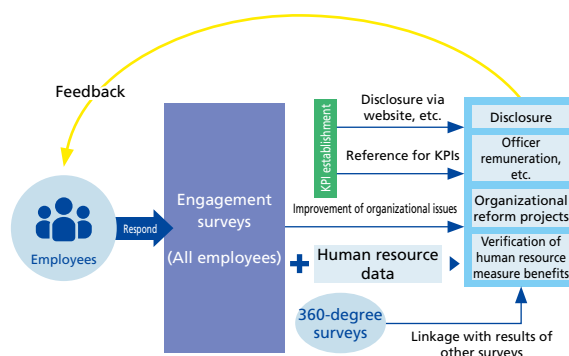 Feedback
Employees
Respond
Engagement
surveys
(All employees)
KPI establishment
Disclosure via
website, etc.
Reference for KPIs
Improvement of organizational issues
+
Human resource
data
360-degree
surveys
Linkage with results of
other surveys
Disclosure
Officer
remuneration,
etc.
Organizational
reform projects
Verification of
human resource
measure benefits